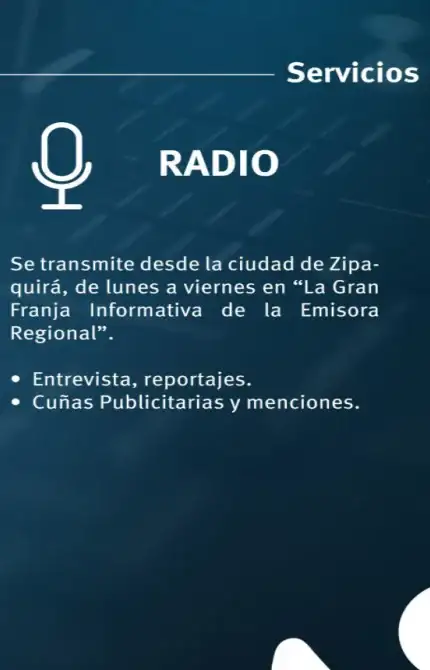 Servicios
RADIO
Se transmite desde la ciudad de Zipa-
quirá, de lunes a viernes en “La Gran
Franja Informativa de la Emisora
Regional”.
• Entrevista, reportajes.
• Cuñas Publicitarias y menciones.